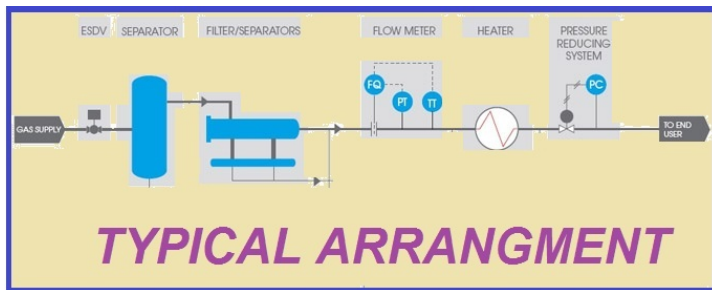 ESDV
SEPARATOR
FILTER/SEPARATORS
FLOW METER
HEATER
PRESSURE
REDUCING
SYSTEM
FQ
PT
TT
PC
GAS SUPPLY
TO END
USER
TYPICAL ARRANGMENT